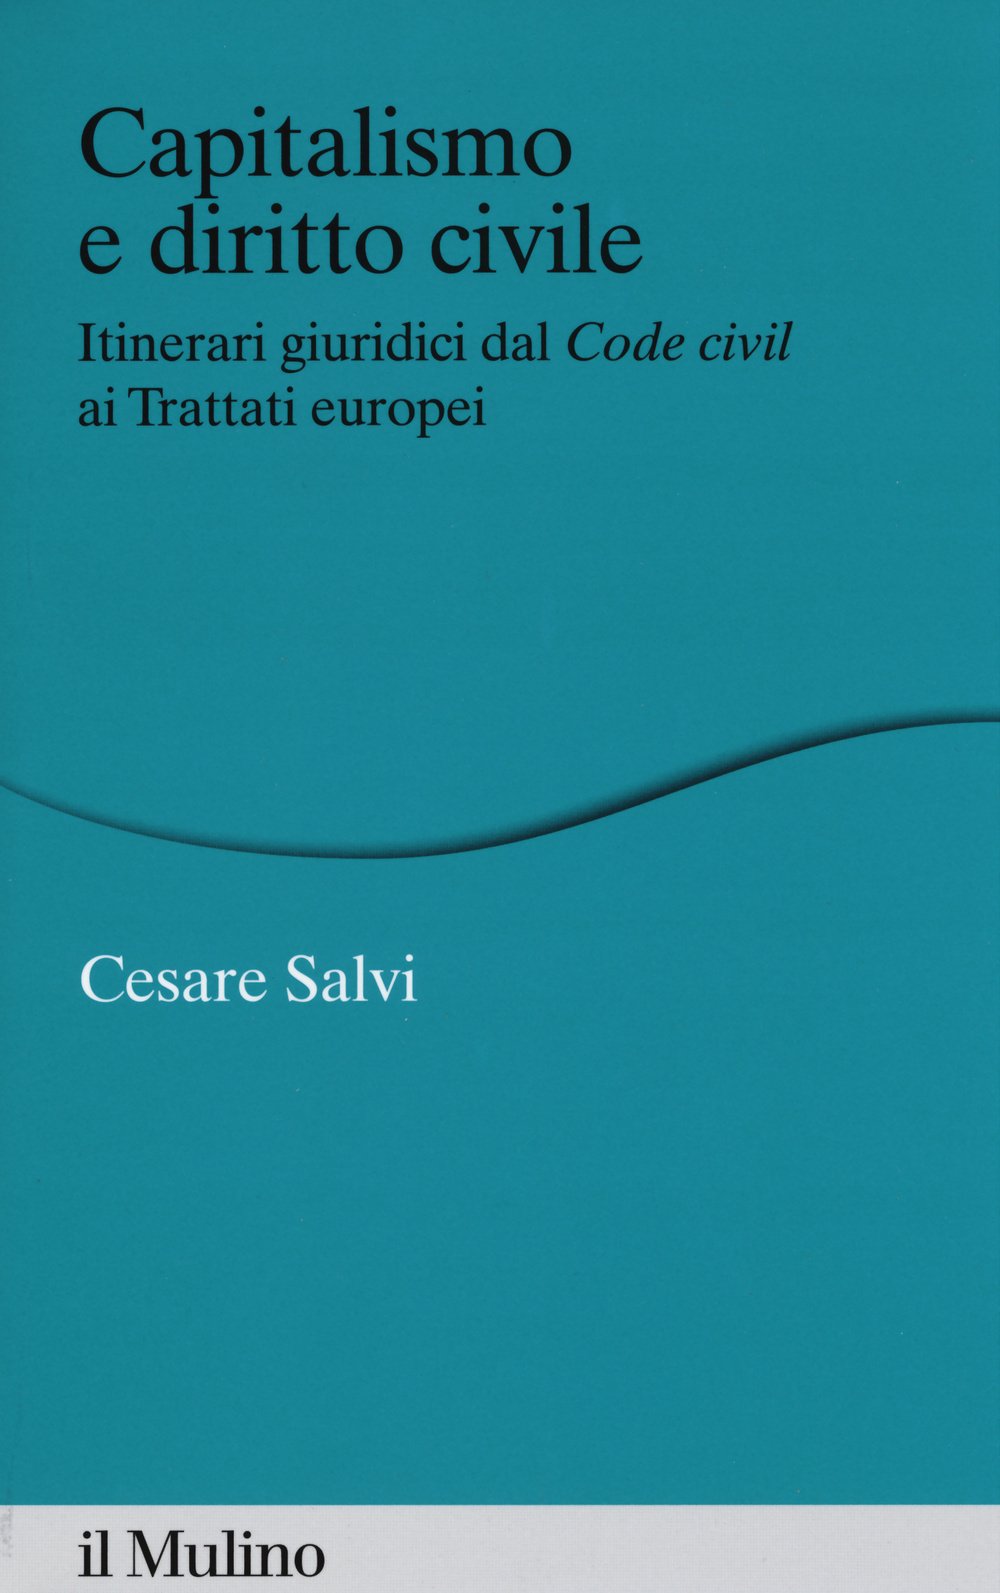 Capitalismo
e diritto civile
Itinerari giuridici dal Code civil
ai Trattati europei
Cesare Salvi
il Mulino